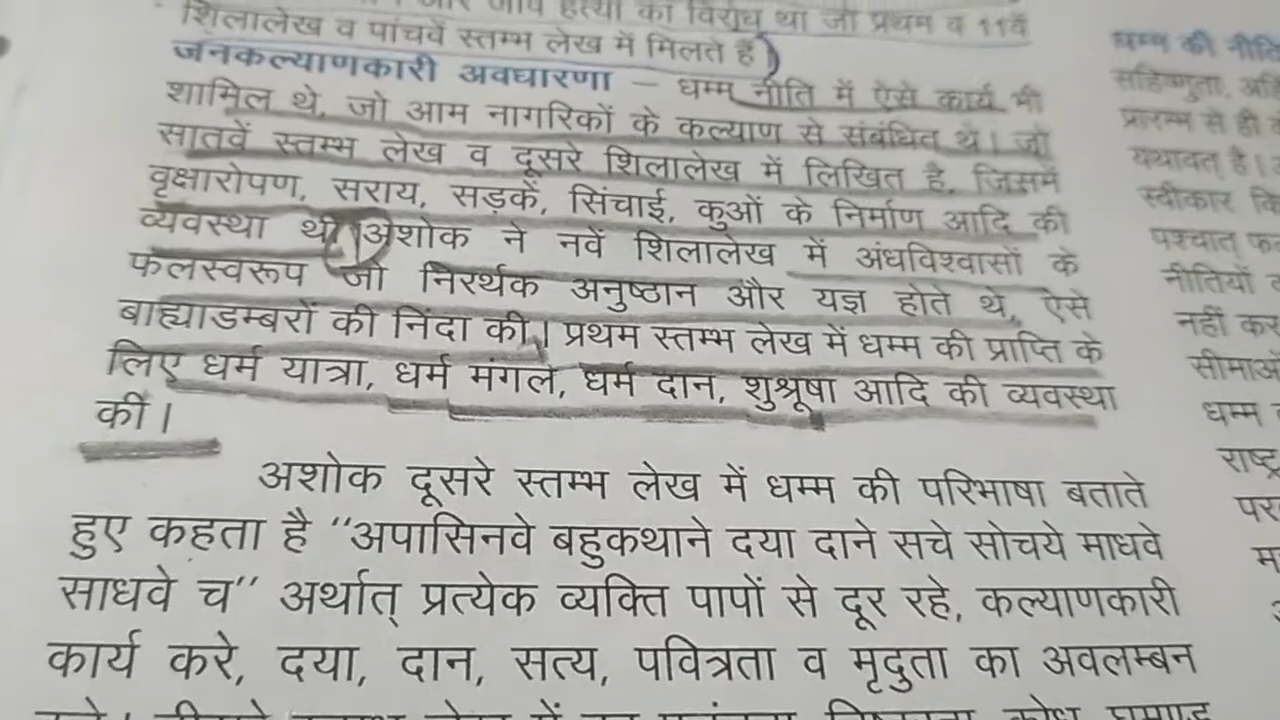 और जीव हत्या का विरोध था जो प्रथम व 11वें
शिलालेख व पांचवें स्तम्भ लेख में मिलते हैं
जनकल्याणकारी अवधारणा – धम्म नीति में ऐसे कार्य भी
शामिल थे, जो आम नागरिकों के कल्याण से संबंधित थे। जो
सातवें स्तम्भ लेख व दूसरे शिलालेख में लिखित है, जिसमें
वृक्षारोपण, सराय, सड़कें, सिंचाई, कुओं के निर्माण आदि की
व्यवस्था थी। अशोक ने नवें शिलालेख में अंधविश्वासों के
फलस्वरूप जो निरर्थक अनुष्ठान और यज्ञ होते थे, ऐसे
बाह्याडम्बरों की निंदा की। प्रथम स्तम्भ लेख में धम्म की प्राप्ति के
लिए धर्म यात्रा, धर्म मंगल, धर्म दान, शुश्रूषा आदि की व्यवस्था
की।
अशोक दूसरे स्तम्भ लेख में धम्म की परिभाषा बताते
हुए कहता है "अपासिनवे बहुकथाने दया दाने सचे सोचये माधवे
साधवे च" अर्थात् प्रत्येक व्यक्ति पापों से दूर रहे, कल्याणकारी
कार्य करे, दया, दान, सत्य, पवित्रता व मृदुता का अवलम्बन
धम्म की
सहिष्णुता,
प्रारम्भ से ही
यथावत् है।
स्वीकार
पश्चात्
नीतियों
नहीं
धम्म